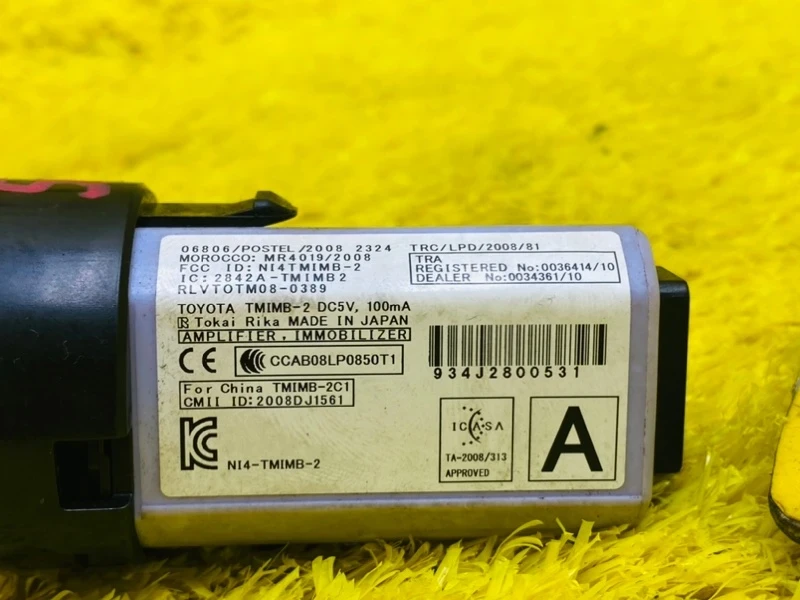 06806/POSTEL/2008 2324 TRC/LPD/2008/81
MOROCCO: MR4019/2008
FCC ID: NI4TMIMB-2
IC: 2842A-TMIMB2
RLVTOTM08-0389
TRA
REGISTERED No:0036414/10
DEALER No:0034361/10
TOYOTA TMIMB-2 DC5V, 100mA
Tokai Rika MADE IN JAPAN
AMPLIFIER, IMMOBILIZER
CE CCAB08LP0850T1
934J2800531
For China TMIMB-2C1
CMII ID:2008DJ1561
KC NI4-TMIMB-2
ICASA
TA-2008/313
APPROVED
A